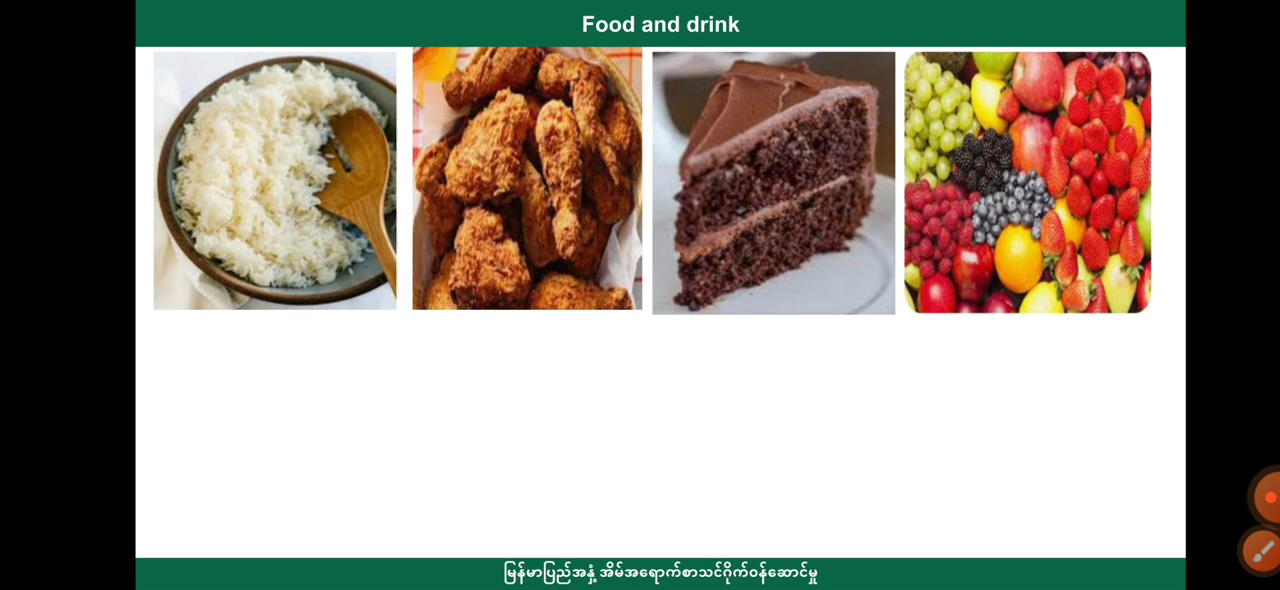 Food and drink
မြန်မာပြည်အနှံ့ အိမ်အရောက်စာသင်ဂိုက်ဝန်ဆောင်မှု